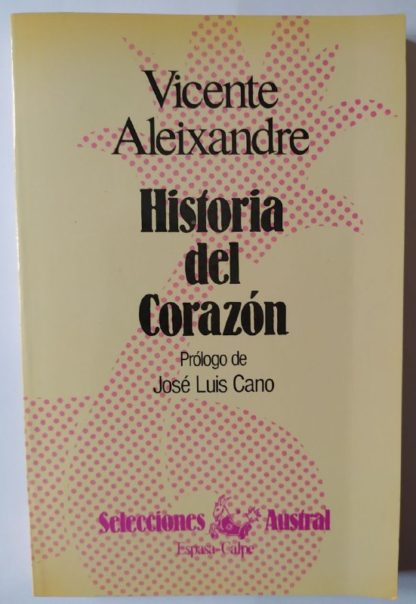 Vicente
Aleixandre
Historia
del
Corazón
Prólogo de
José Luis Cano
Selecciones Austral
Espasa-Calpe